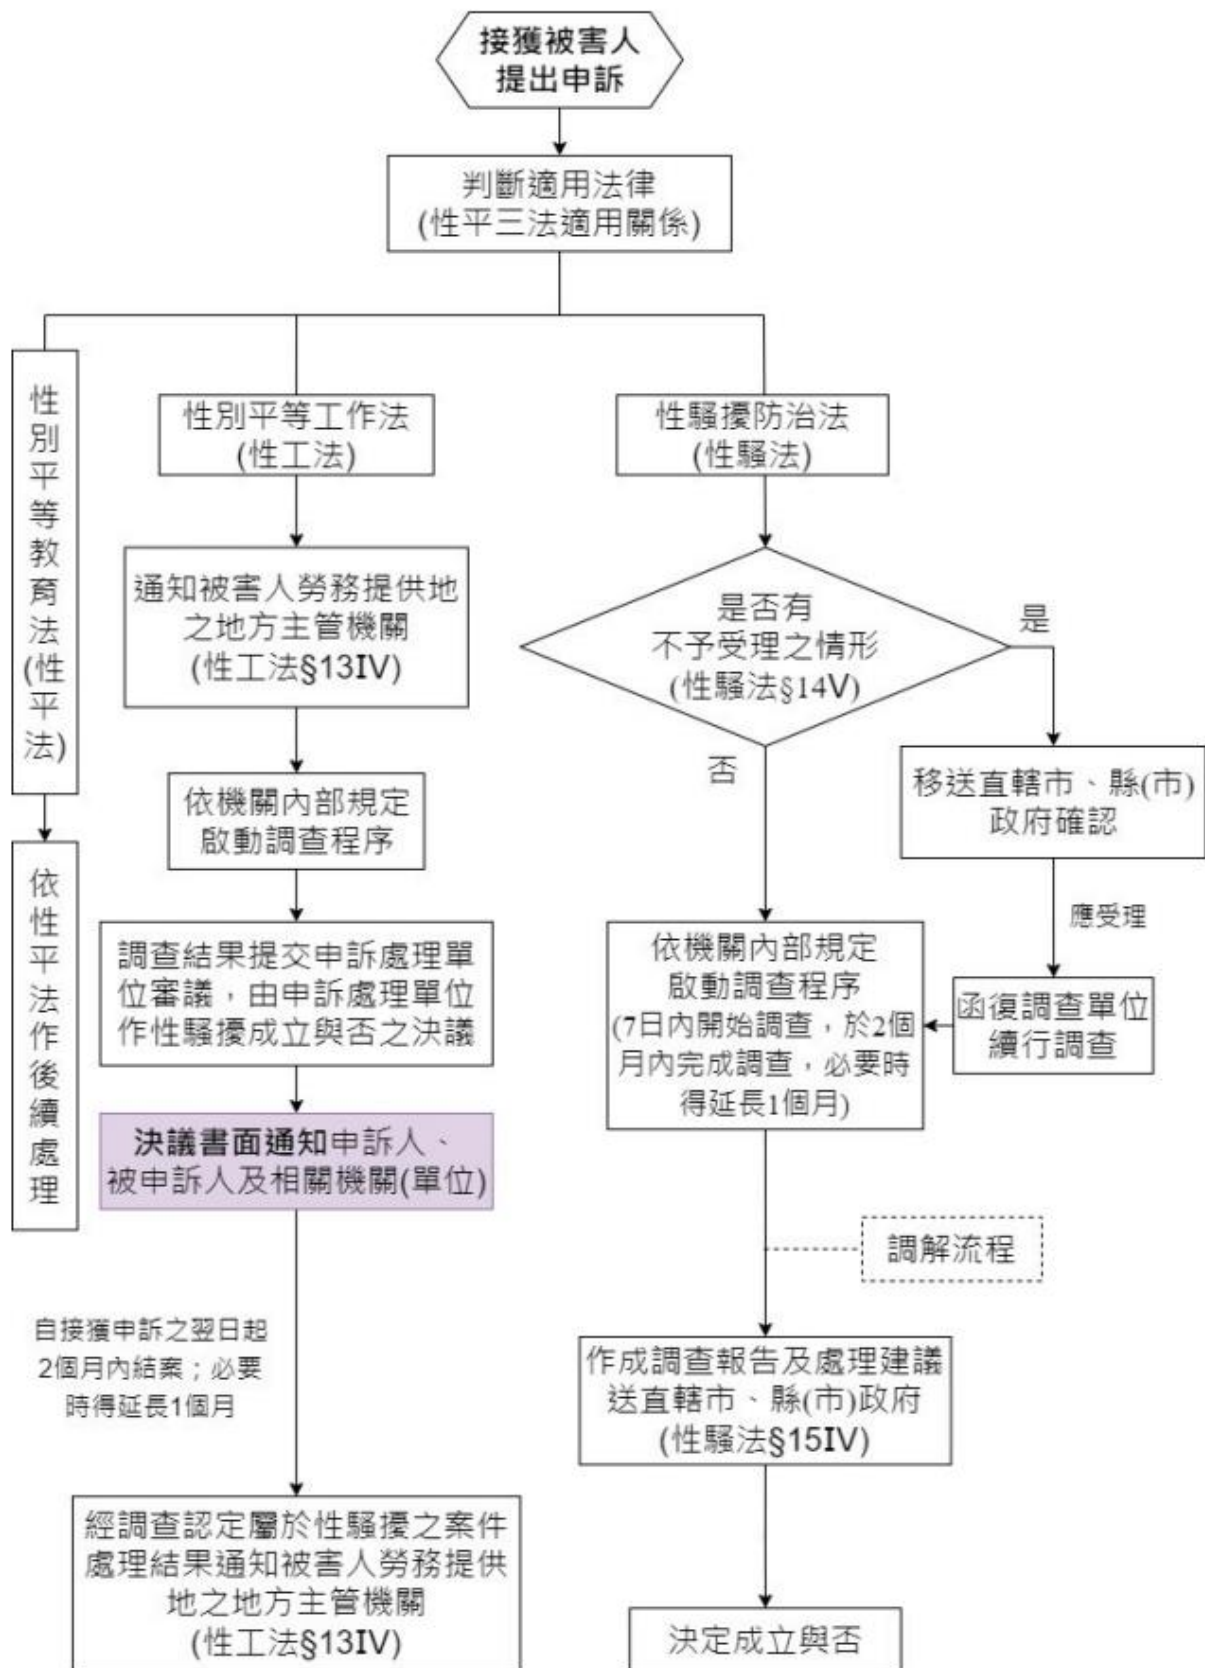 接獲被害人
提出申訴
判斷適用法律
(性平三法適用關係)
性別平等教育法(性平法)
依性平法作後續處理
性別平等工作法
(性工法)
通知被害人勞務提供地
之地方主管機關
(性工法§13IV)
依機關內部規定
啟動調查程序
調查結果提交申訴處理單
位審議，由申訴處理單位
作性騷擾成立與否之決議
決議書面通知申訴人、
被申訴人及相關機關(單位)
自接獲申訴之翌日起
2個月內結案；必要
時得延長1個月
經調查認定屬於性騷擾之案件
處理結果通知被害人勞務提供
地之地方主管機關
(性工法§13IV)
性騷擾防治法
(性騷法)
是否有
不予受理之情形
(性騷法§14V)
是
否
移送直轄市、縣(市)
政府確認
應受理
函復調查單位
續行調查
依機關內部規定
啟動調查程序
(7日內開始調查，於2個
月內完成調查，必要時
得延長1個月)
調解流程
作成調查報告及處理建議
送直轄市、縣(市)政府
(性騷法§15IV)
決定成立與否